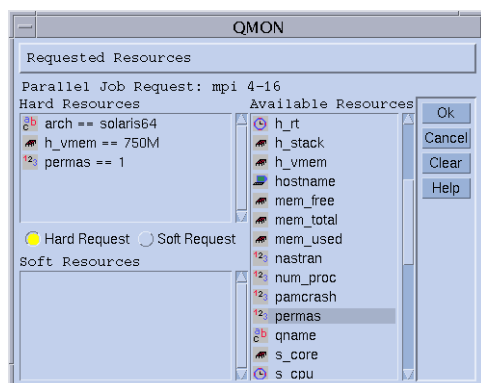 QMON
Requested Resources
Parallel Job Request: mpi 4-16
Hard Resources
arch == solaris64
h_vmem == 750M
permas == 1
Hard Request Soft Request
Soft Resources
Available Resources
h_rt
h_stack
h_vmem
hostname
mem_free
mem_total
mem_used
nastran
num_proc
pamcrash
permas
qname
s_core
s_cpu
Ok
Cancel
Clear
Help